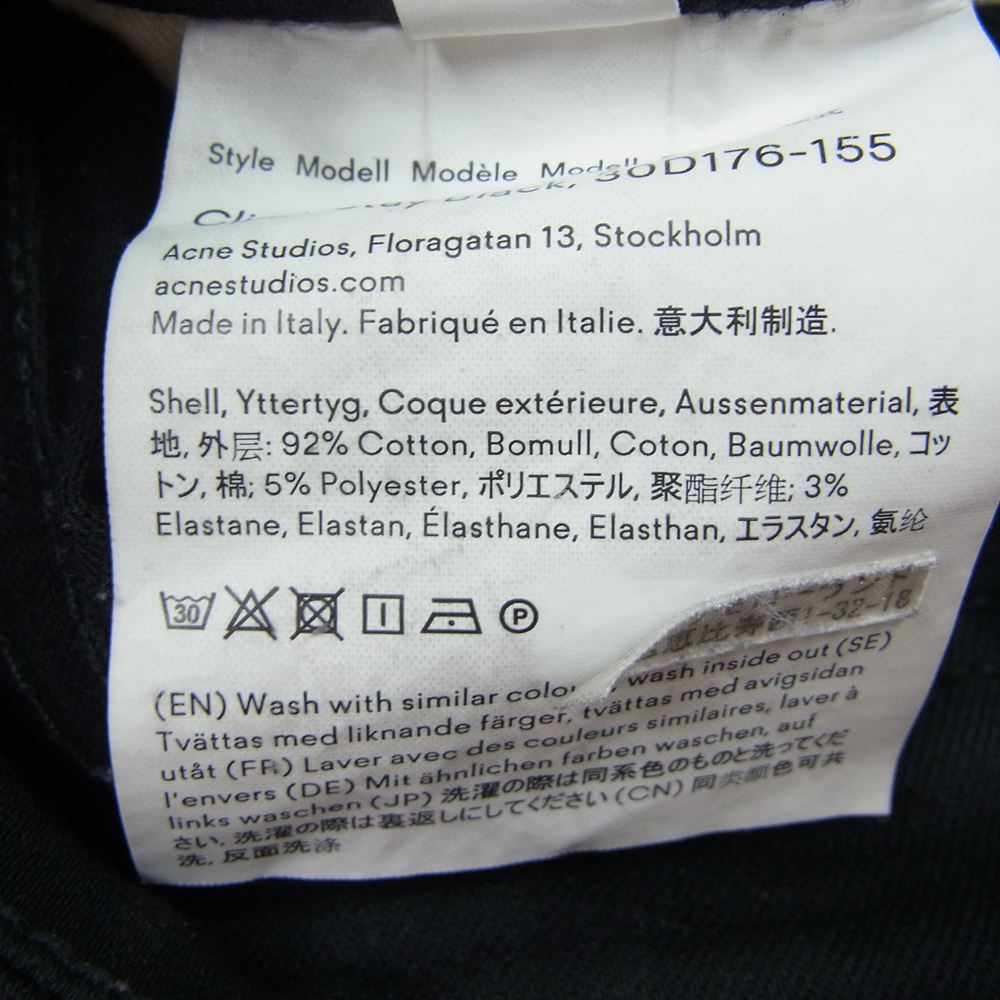 Style Modell Modèle 30D176-155
Acne Studios, Floragatan 13, Stockholm
acnestudios.com
Made in Italy. Fabriqué en Italie. 意大利制造.
Shell, Yttertyg, Coque extérieure, Aussenmaterial, 表
地, 外层: 92% Cotton, Bomull, Coton, Baumwolle, コッ
トン, 棉; 5% Polyester, ポリエステル, 聚酯纤维; 3%
Elastane, Elastan, Élasthane, Elasthan, エラスタン, 氨纶
30 P
恵比寿 1-32-18
(EN) Wash with similar wash inside out (SE)
Tvättas med liknande färger, tvättas med avigsidan
utåt (FR) Laver avec des couleurs similaires, laver à
l'envers (DE) Mit ähnlichen farben waschen, auf
links waschen (JP) 洗濯の際は同系色のものと洗ってくだ
さい, 洗濯の際は裏返しにしてください (CN) 同类颜色可共
洗, 反面洗涤